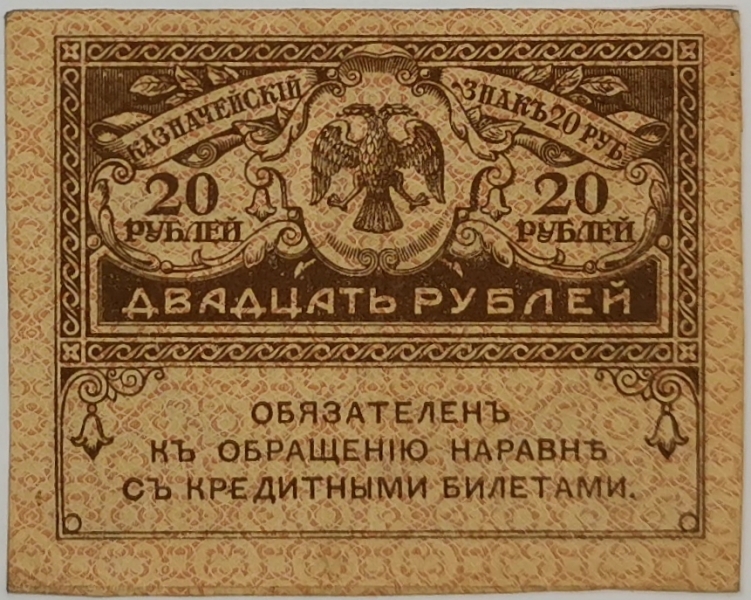 КАЗНАЧЕЙСКІЙ
ЗНАКЪ 20 РУБ.
20
РУБЛЕЙ
20
РУБЛЕЙ
ДВАДЦАТЬ РУБЛЕЙ
ОБЯЗАТЕЛЕНЪ
КЪ ОБРАЩЕНІЮ НАРАВНѢ
СЪ КРЕДИТНЫМИ БИЛЕТАМИ.